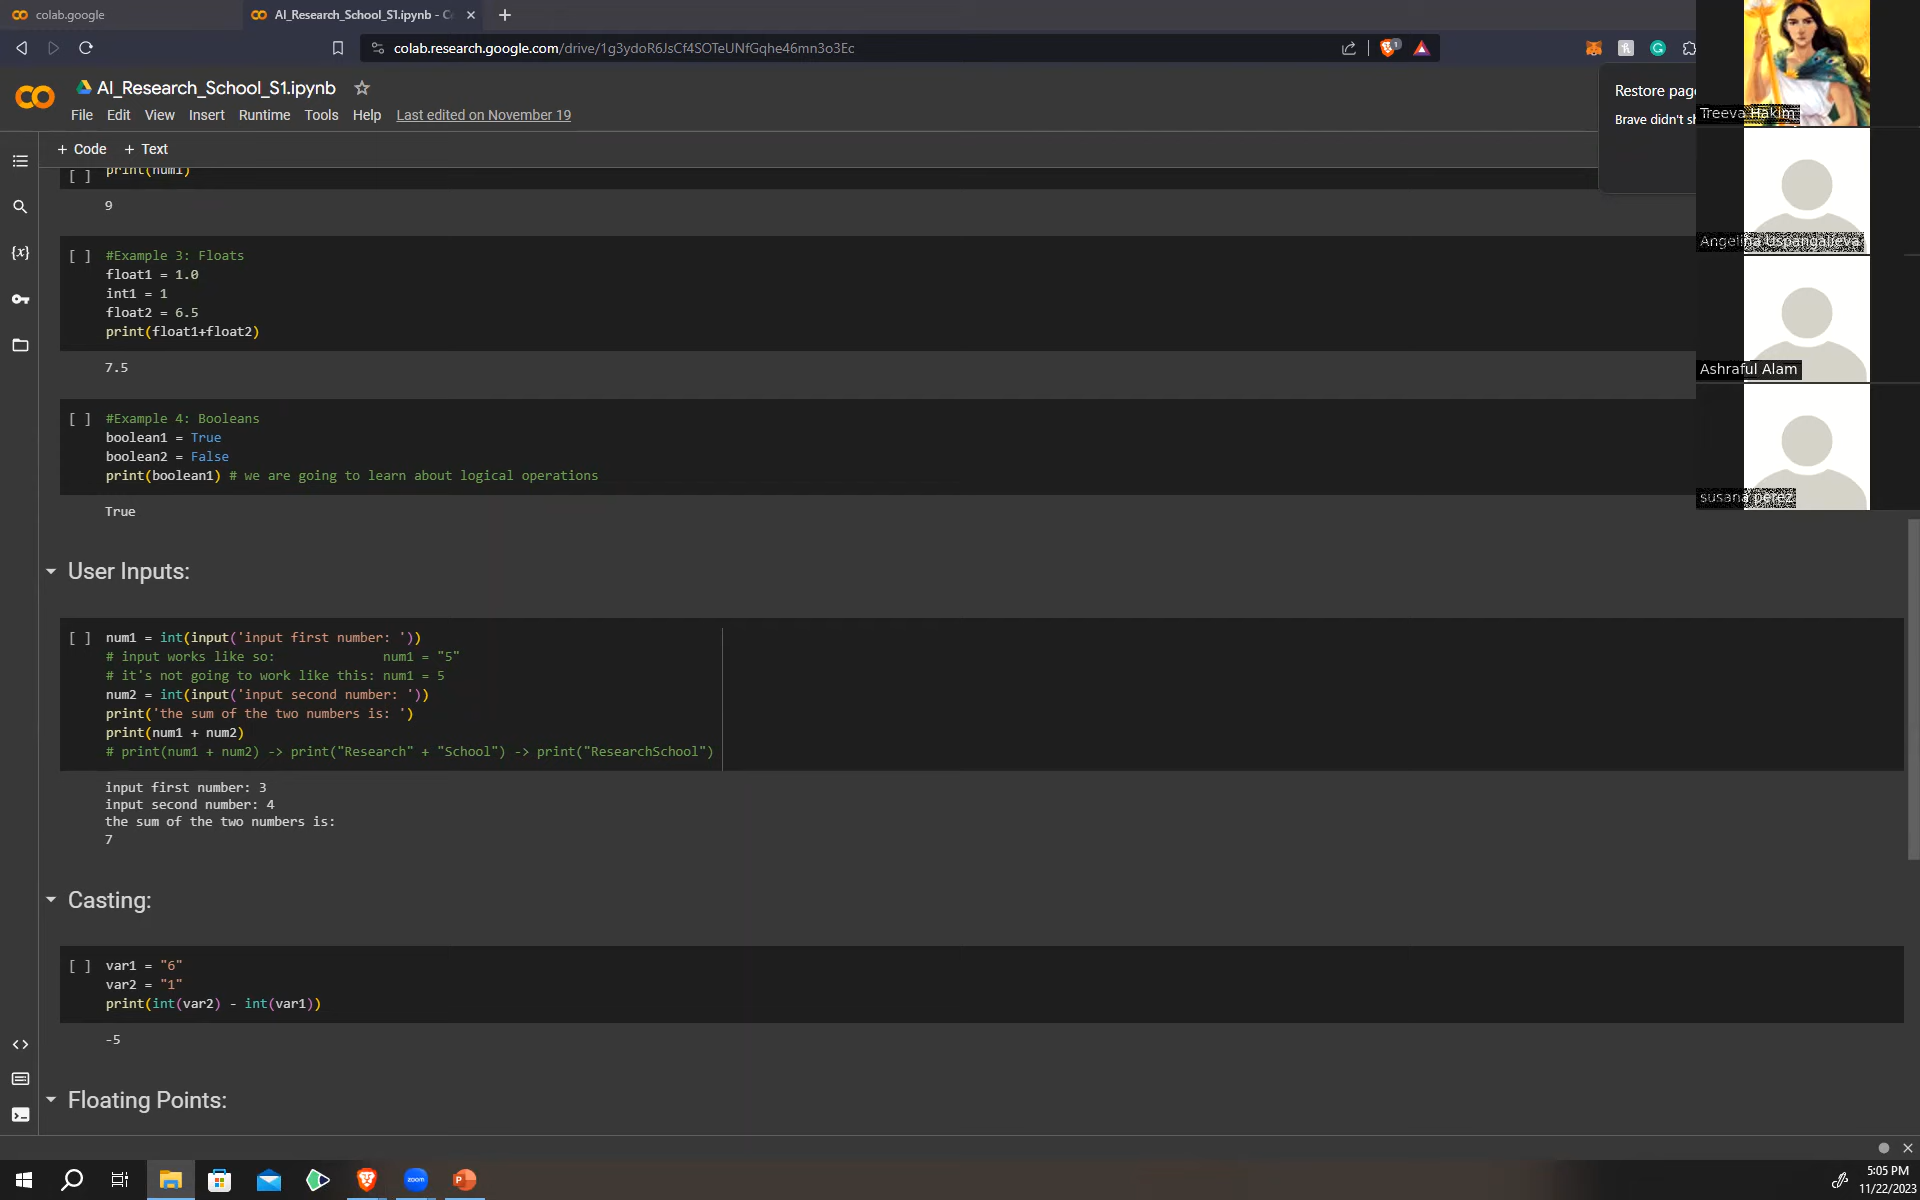 colab.google
AI_Research_School_S1.ipynb - C
colab.research.google.com/drive/1g3ydoR6JsCf4SOTeUNfGqhe46mn3o3Ec
1
AI_Research_School_S1.ipynb
File Edit View Insert Runtime Tools Help Last edited on November 19
Restore pag
Brave didn't sh
Treeva Hakim
+ Code + Text
[ ] print(num1)
9
[ ] #Example 3: Floats
float1 = 1.0
int1 = 1
float2 = 6.5
print(float1+float2)
7.5
Angelina Uspangalieva
Ashraful Alam
susana perez
[ ] #Example 4: Booleans
boolean1 = True
boolean2 = False
print(boolean1) # we are going to learn about logical operations
True
User Inputs:
[ ] num1 = int(input('input first number: '))
# input works like so: num1 = "5"
# it's not going to work like this: num1 = 5
num2 = int(input('input second number: '))
print('the sum of the two numbers is: ')
print(num1 + num2)
# print(num1 + num2) -> print("Research" + "School") -> print("ResearchSchool")
input first number: 3
input second number: 4
the sum of the two numbers is:
7
Casting:
[ ] var1 = "6"
var2 = "1"
print(int(var2) - int(var1))
-5
Floating Points:
zoom
5:05 PM
11/22/2023